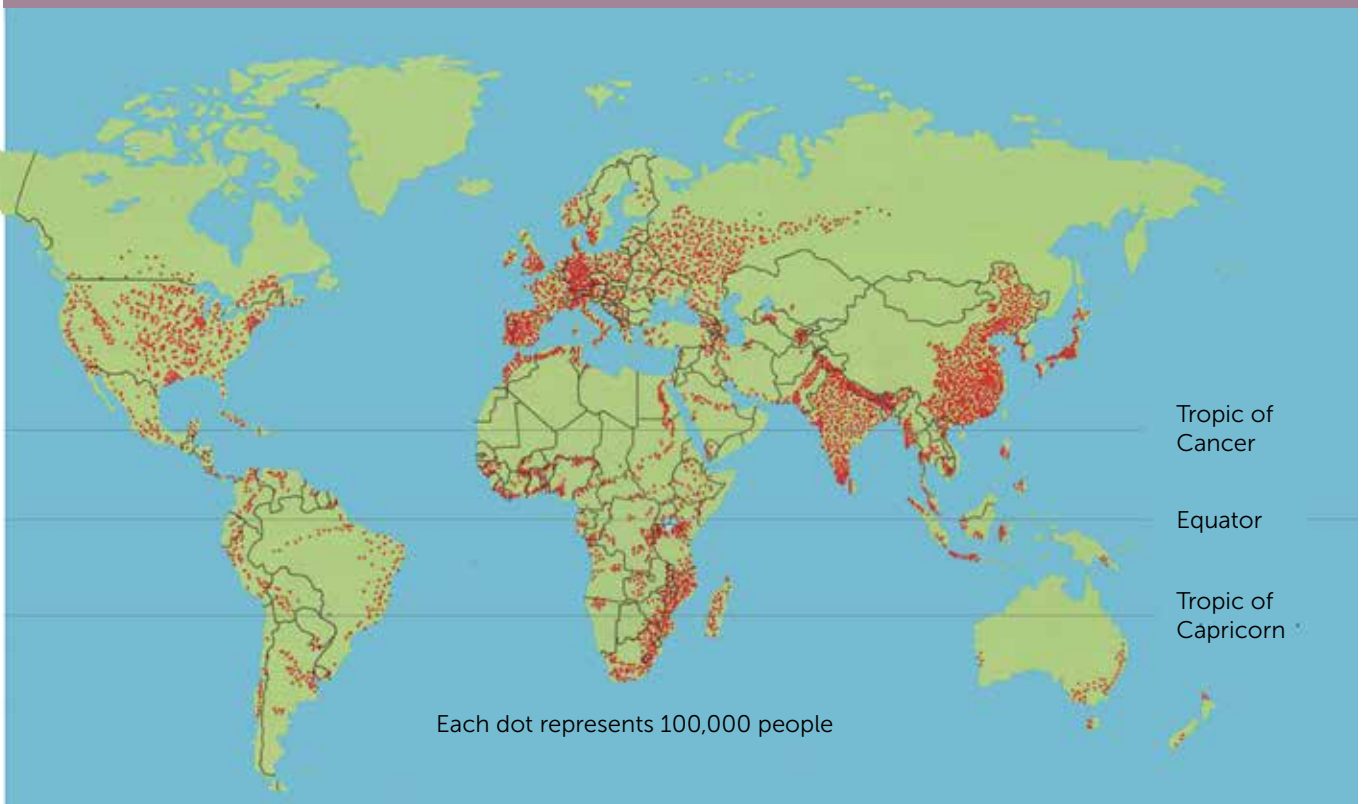 Tropic of
Cancer
Equator
Tropic of
Capricorn
Each dot represents 100,000 people